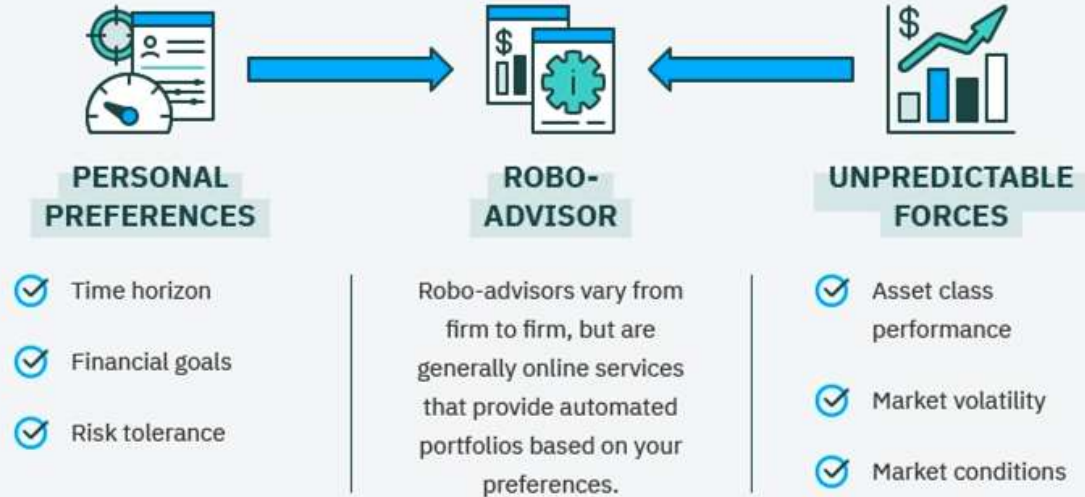 $
$
i
PERSONAL
PREFERENCES
Time horizon
Financial goals
Risk tolerance
ROBO-
ADVISOR
Robo-advisors vary from
firm to firm, but are
generally online services
that provide automated
portfolios based on your
preferences.
UNPREDICTABLE
FORCES
Asset class
performance
Market volatility
Market conditions